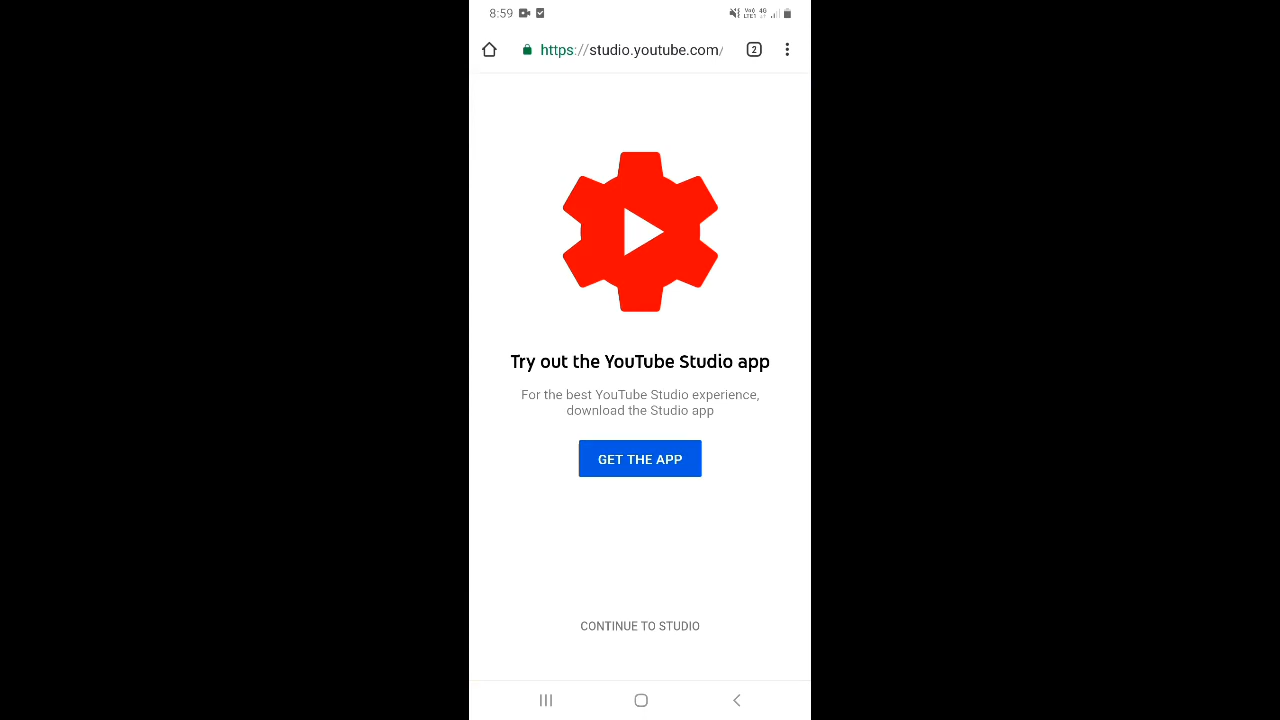 8:59
https://studio.youtube.com/
2
Try out the YouTube Studio app
For the best YouTube Studio experience,
download the Studio app
GET THE APP
CONTINUE TO STUDIO